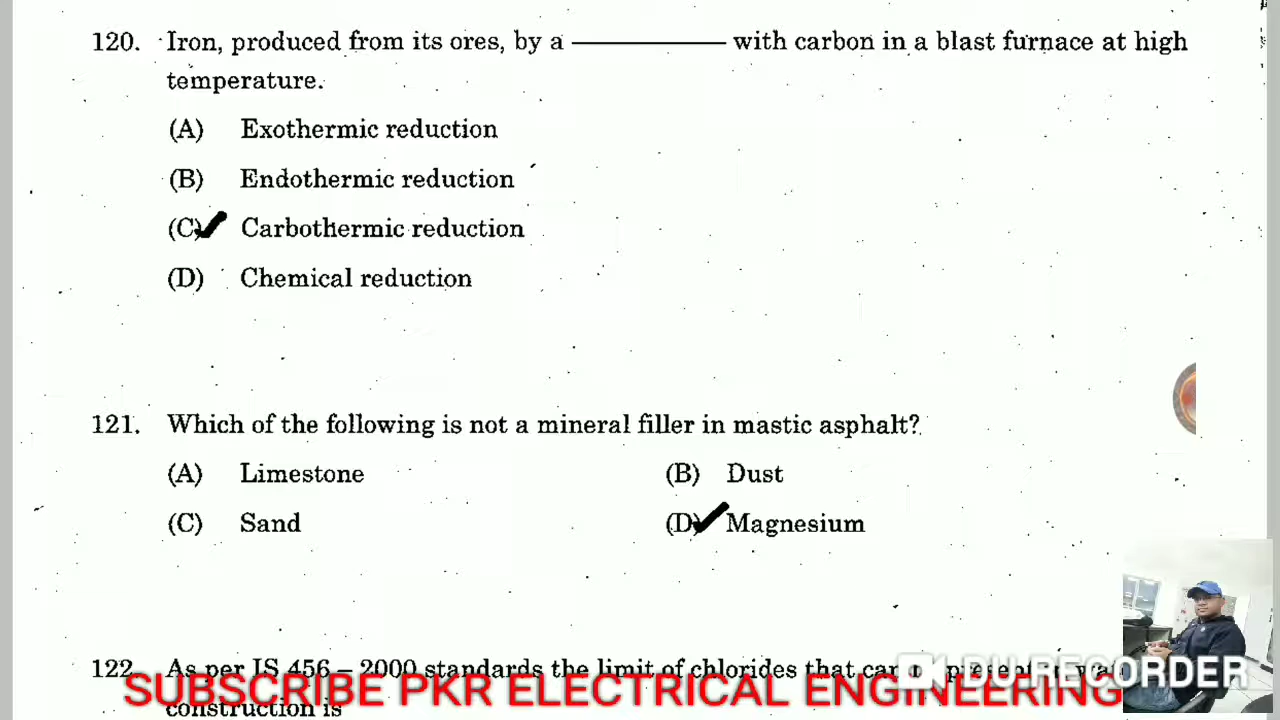 120. Iron, produced from its ores, by a ———— with carbon in a blast furnace at high
temperature.
(A) Exothermic reduction
(B) Endothermic reduction
(C) Carbothermic reduction
(D) Chemical reduction
121. Which of the following is not a mineral filler in mastic asphalt?
(A) Limestone (B) Dust
(C) Sand (D) Magnesium
122. As per IS 456 – 2000 standards the limit of chlorides that can
DU RECORDER
SUBSCRIBE PKR ELECTRICAL ENGINEERING
construction is